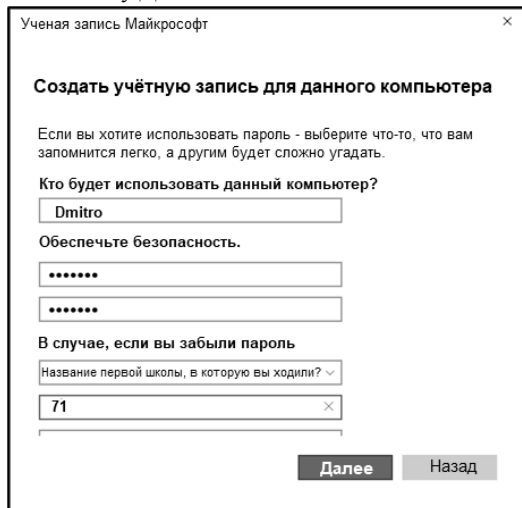 Ученая запись Майкрософт
Создать учётную запись для данного компьютера
Если вы хотите использовать пароль - выберите что-то, что вам
запомнится легко, а другим будет сложно угадать.
Кто будет использовать данный компьютер?
Dmitro
Обеспечьте безопасность.
•••••••
•••••••
В случае, если вы забыли пароль
Название первой школы, в которую вы ходили?
71
Далее Назад